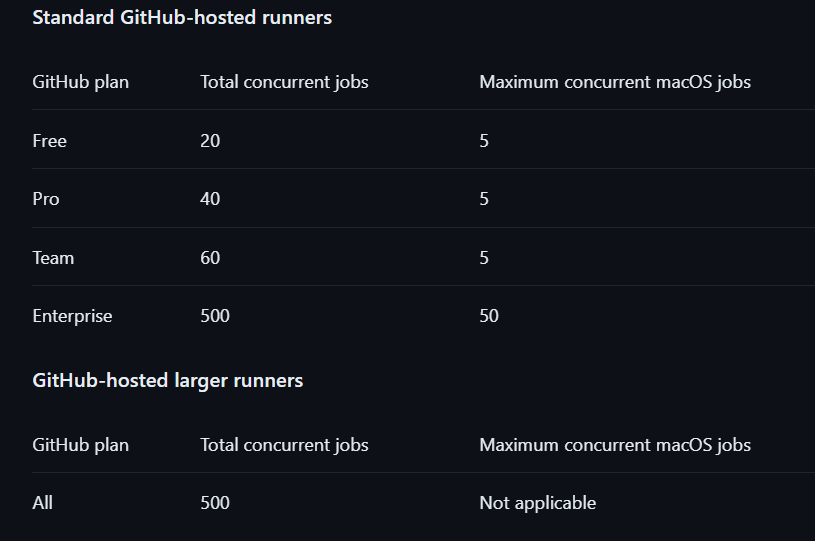 Standard GitHub-hosted runners
GitHub plan Total concurrent jobs Maximum concurrent macOS jobs
Free 20 5
Pro 40 5
Team 60 5
Enterprise 500 50
GitHub-hosted larger runners
GitHub plan Total concurrent jobs Maximum concurrent macOS jobs
All 500 Not applicable